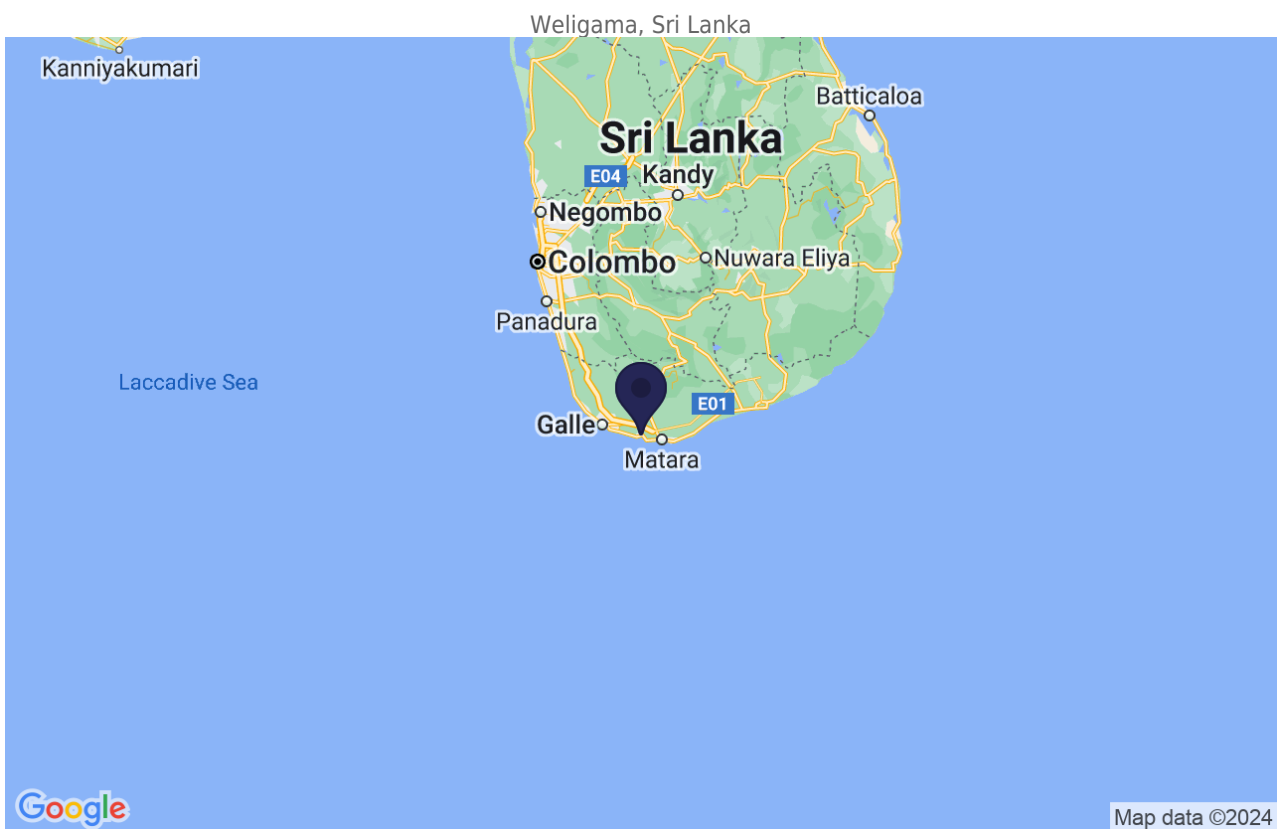 Weligama, Sri Lanka
Kanniyakumari
Batticaloa
Sri Lanka
E04
Kandy
Negombo
Colombo
Nuwara Eliya
Panadura
Laccadive Sea
E01
Galle
Matara
Google
Map data ©2024